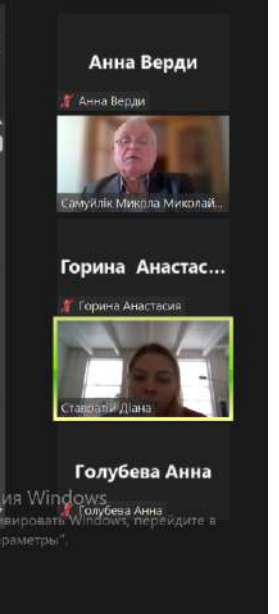 Анна Верди
Анна Верди
Самуйлік Микола Миколай...
Горина Анастас...
Горина Анастасия
Ставратій Діана
Голубева Анна
ия Windows
Голубева Анна
ивировать Windows, перейдите в
раметры".